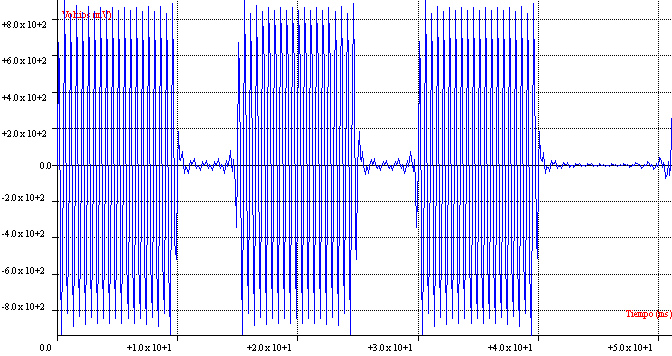 Voltios (mV)
+8.0 x 10+2
+6.0 x 10+2
+4.0 x 10+2
+2.0 x 10+2
0.0
-2.0 x 10+2
-4.0 x 10+2
-6.0 x 10+2
-8.0 x 10+2
Tiempo (ms)
0.0 +1.0 x 10+1 +2.0 x 10+1 +3.0 x 10+1 +4.0 x 10+1 +5.0 x 10+1